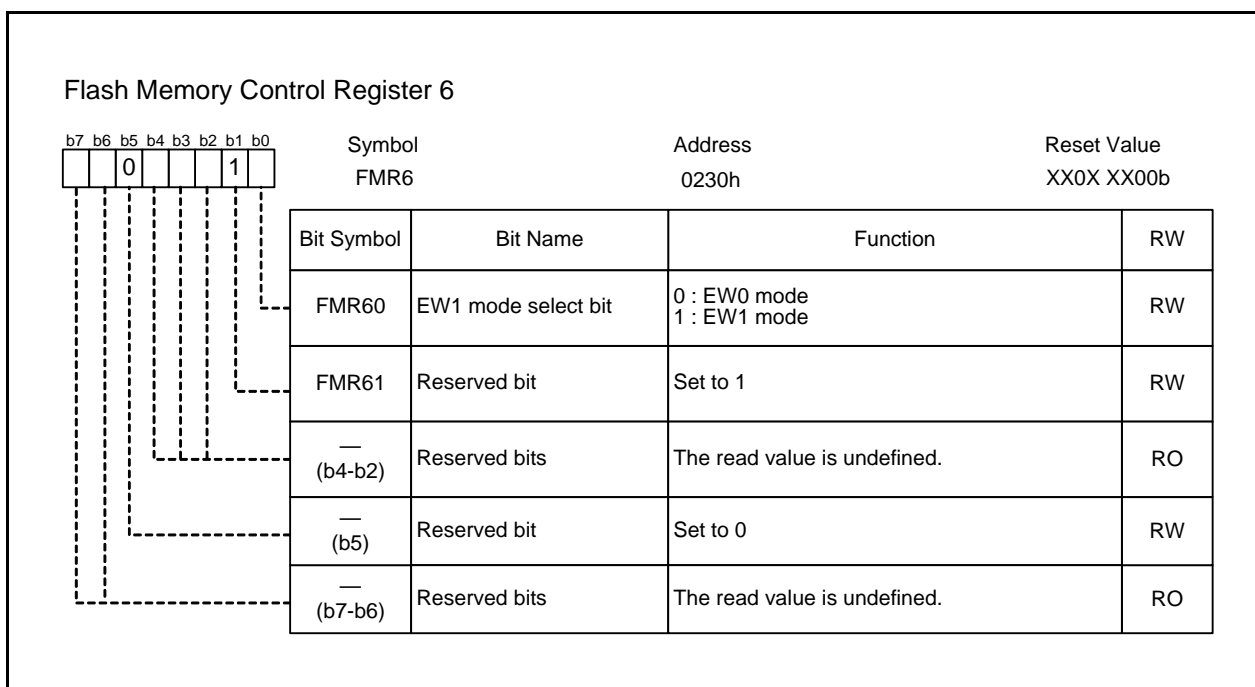 Flash Memory Control Register 6
b7 b6 b5 b4 b3 b2 b1 b0 Symbol Address Reset Value
0 1 FMR6 0230h XX0X XX00b
Bit Symbol Bit Name Function RW
FMR60 EW1 mode select bit 0 : EW0 mode
1 : EW1 mode RW
FMR61 Reserved bit Set to 1 RW
—
(b4-b2) Reserved bits The read value is undefined. RO
—
(b5) Reserved bit Set to 0 RW
—
(b7-b6) Reserved bits The read value is undefined. RO